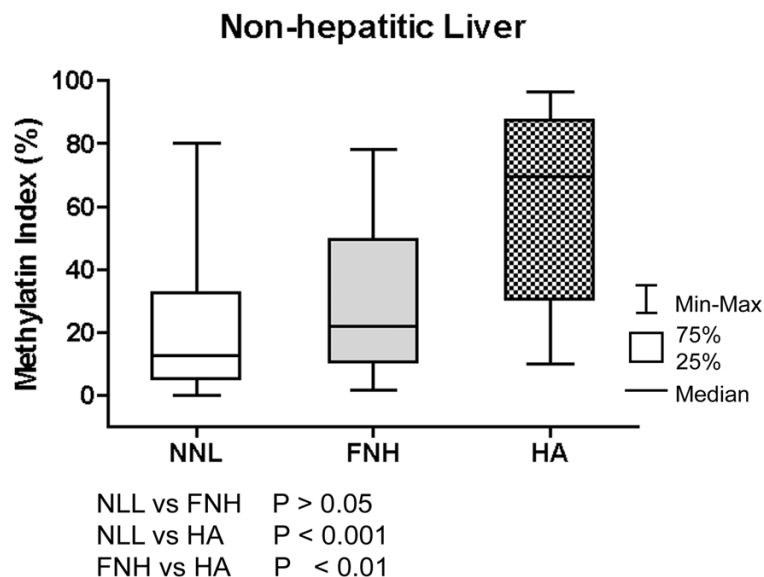 Non-hepatitic Liver
Methylatin Index (%)
100
80
60
40
20
0
NNL FNH HA
Min-Max
75%
25%
Median
NLL vs FNH P > 0.05
NLL vs HA P < 0.001
FNH vs HA P < 0.01